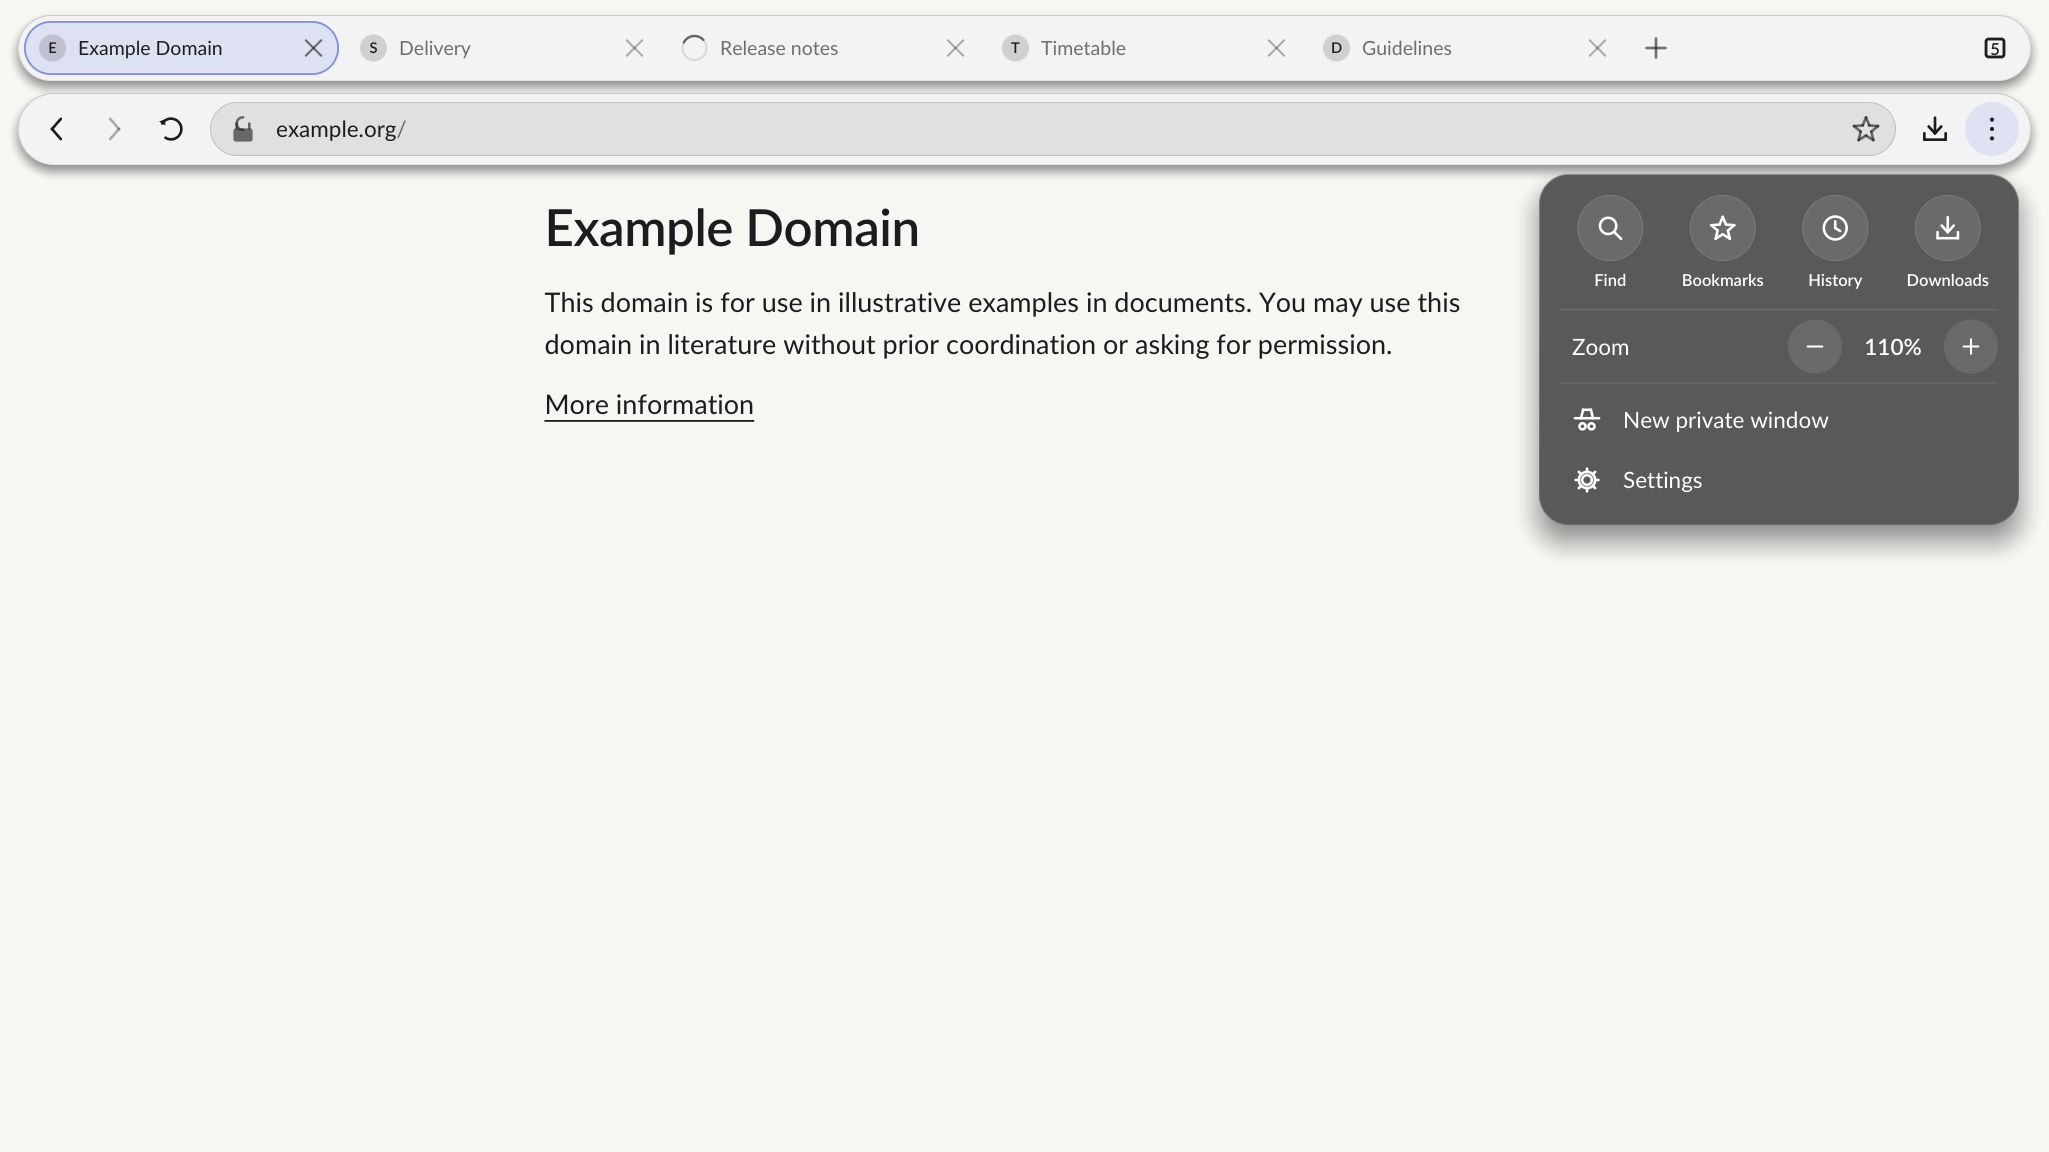 E Example Domain
S Delivery
Release notes
T Timetable
D Guidelines
5
example.org/
Example Domain
This domain is for use in illustrative examples in documents. You may use this
domain in literature without prior coordination or asking for permission.
More information
Find
Bookmarks
History
Downloads
Zoom
110%
New private window
Settings